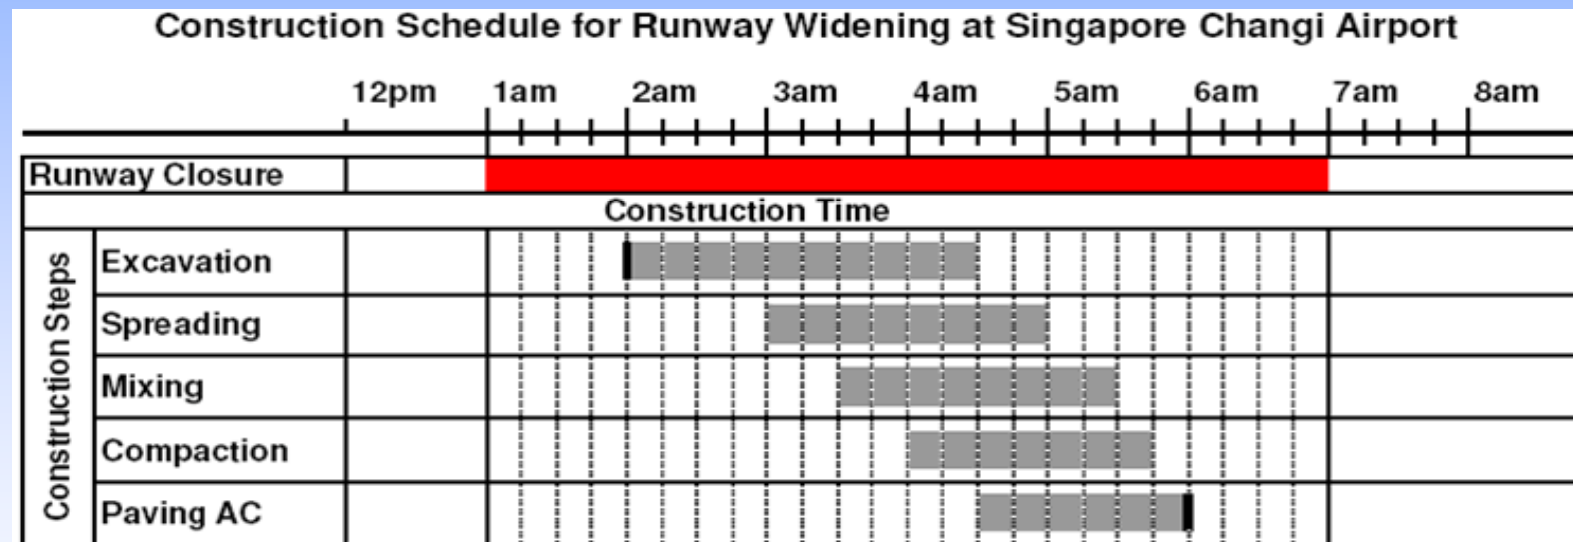 Construction Schedule for Runway Widening at Singapore Changi Airport
12pm 1am 2am 3am 4am 5am 6am 7am 8am
Runway Closure
Construction Time
Construction Steps
Excavation
Spreading
Mixing
Compaction
Paving AC